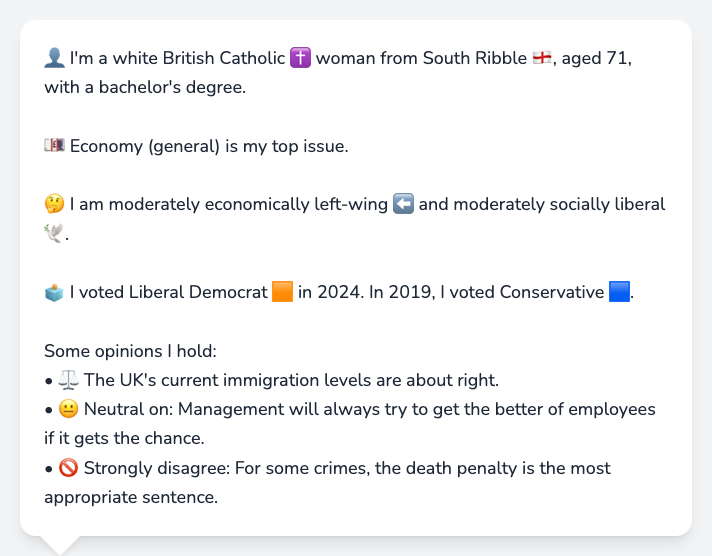 👤 I'm a white British Catholic ✝️ woman from South Ribble 🏴󠁧󠁢󠁥󠁮󠁧󠁿, aged 71,
with a bachelor's degree.
💷 Economy (general) is my top issue.
🤔 I am moderately economically left-wing ⬅️ and moderately socially liberal
🕊️.
🗳️ I voted Liberal Democrat 🟧 in 2024. In 2019, I voted Conservative 🟦.
Some opinions I hold:
• ⚖️ The UK's current immigration levels are about right.
• 😐 Neutral on: Management will always try to get the better of employees
if it gets the chance.
• 🚫 Strongly disagree: For some crimes, the death penalty is the most
appropriate sentence.